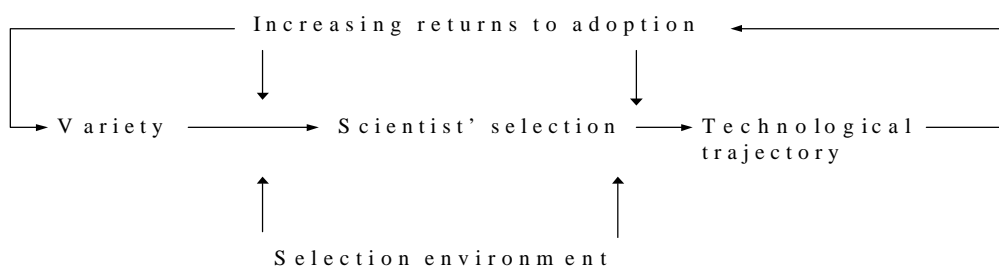 Increasing returns to adoption
Variety
Scientist' selection
Technological
trajectory
Selection environment